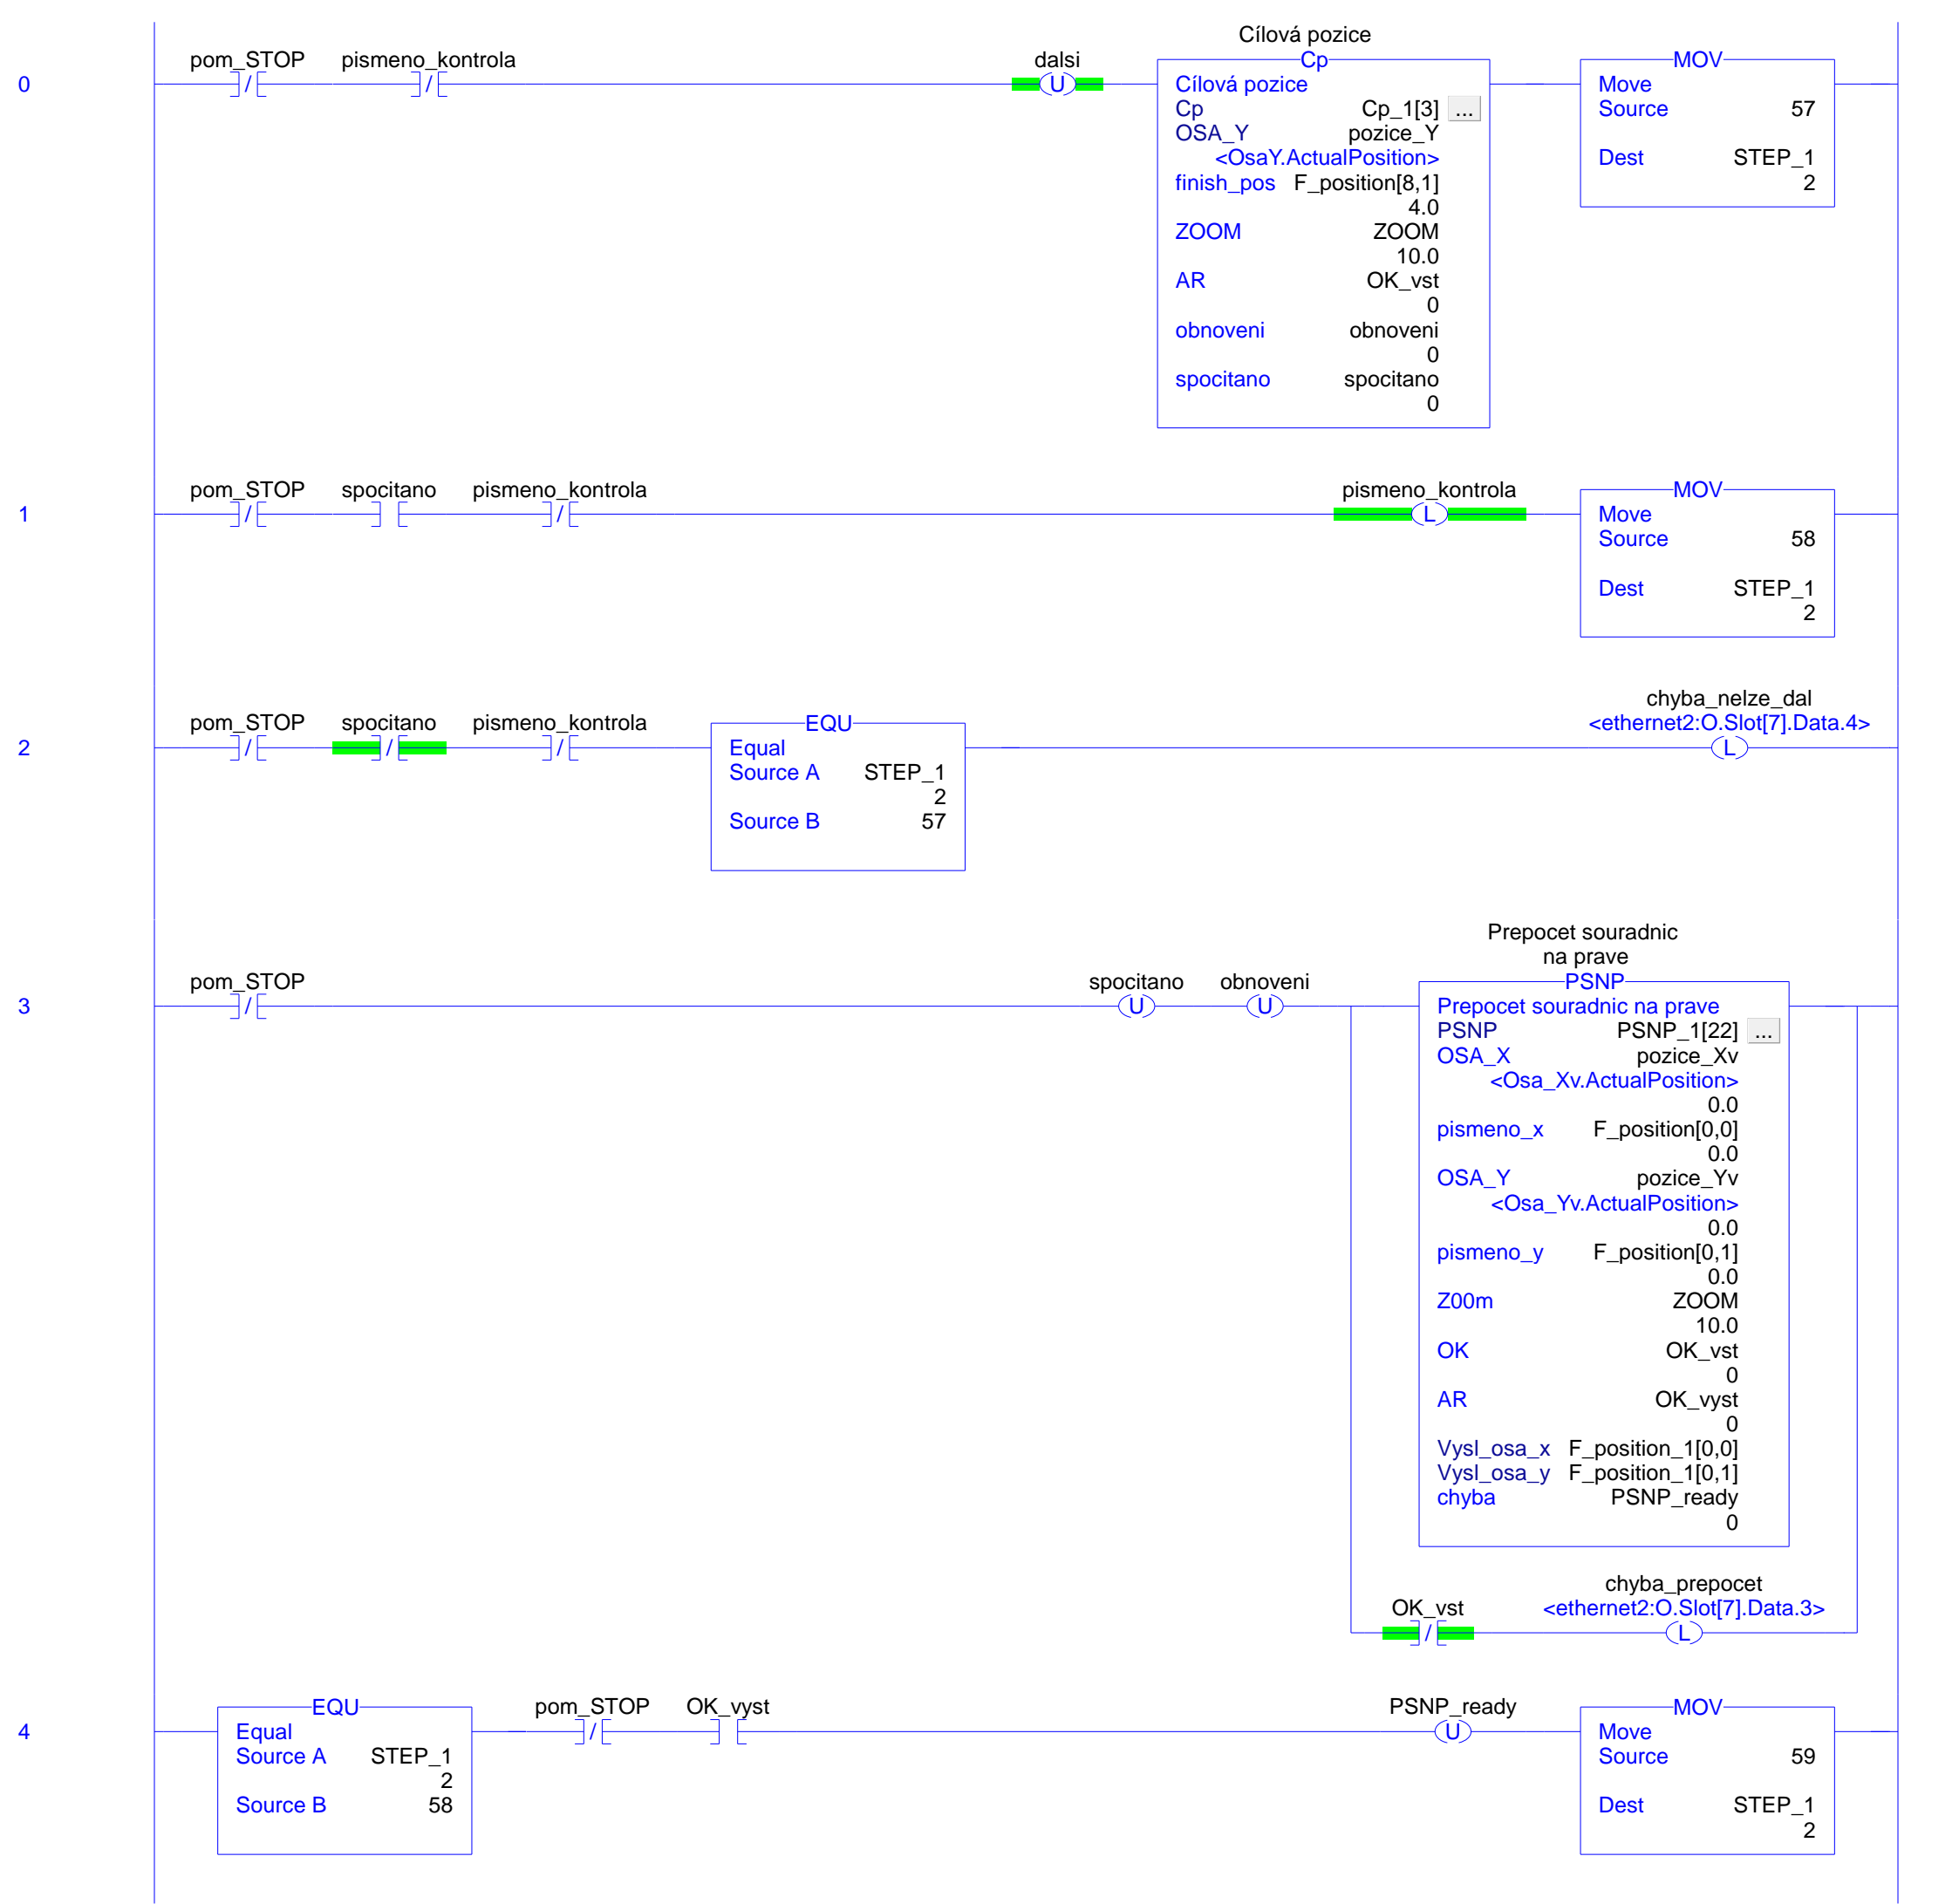 0
pom_STOP pismeno_kontrola dalsi
U
Cílová pozice
Cp
Cílová pozice
Cp Cp_1[3] ...
OSA_Y pozice_Y
<OsaY.ActualPosition>
finish_pos F_position[8,1]
4.0
ZOOM ZOOM
10.0
AR OK_vst
0
obnoveni obnoveni
0
spocitano spocitano
0
MOV
Move
Source 57
Dest STEP_1
2
1
pom_STOP spocitano pismeno_kontrola pismeno_kontrola
L
MOV
Move
Source 58
Dest STEP_1
2
2
pom_STOP spocitano pismeno_kontrola
EQU
Equal
Source A STEP_1
2
Source B 57
chyba_nelze_dal
<ethernet2:O.Slot[7].Data.4>
L
3
pom_STOP spocitano obnoveni
U U
Prepocet souradnic
na prave
PSNP
Prepocet souradnic na prave
PSNP PSNP_1[22] ...
OSA_X pozice_Xv
<Osa_Xv.ActualPosition>
0.0
pismeno_x F_position[0,0]
0.0
OSA_Y pozice_Yv
<Osa_Yv.ActualPosition>
0.0
pismeno_y F_position[0,1]
0.0
Z00m ZOOM
10.0
OK OK_vst
0
AR OK_vyst
0
Vysl_osa_x F_position_1[0,0]
Vysl_osa_y F_position_1[0,1]
chyba PSNP_ready
0
OK_vst
chyba_prepocet
<ethernet2:O.Slot[7].Data.3>
L
4
EQU
Equal
Source A STEP_1
2
Source B 58
pom_STOP OK_vyst PSNP_ready
U
MOV
Move
Source 59
Dest STEP_1
2